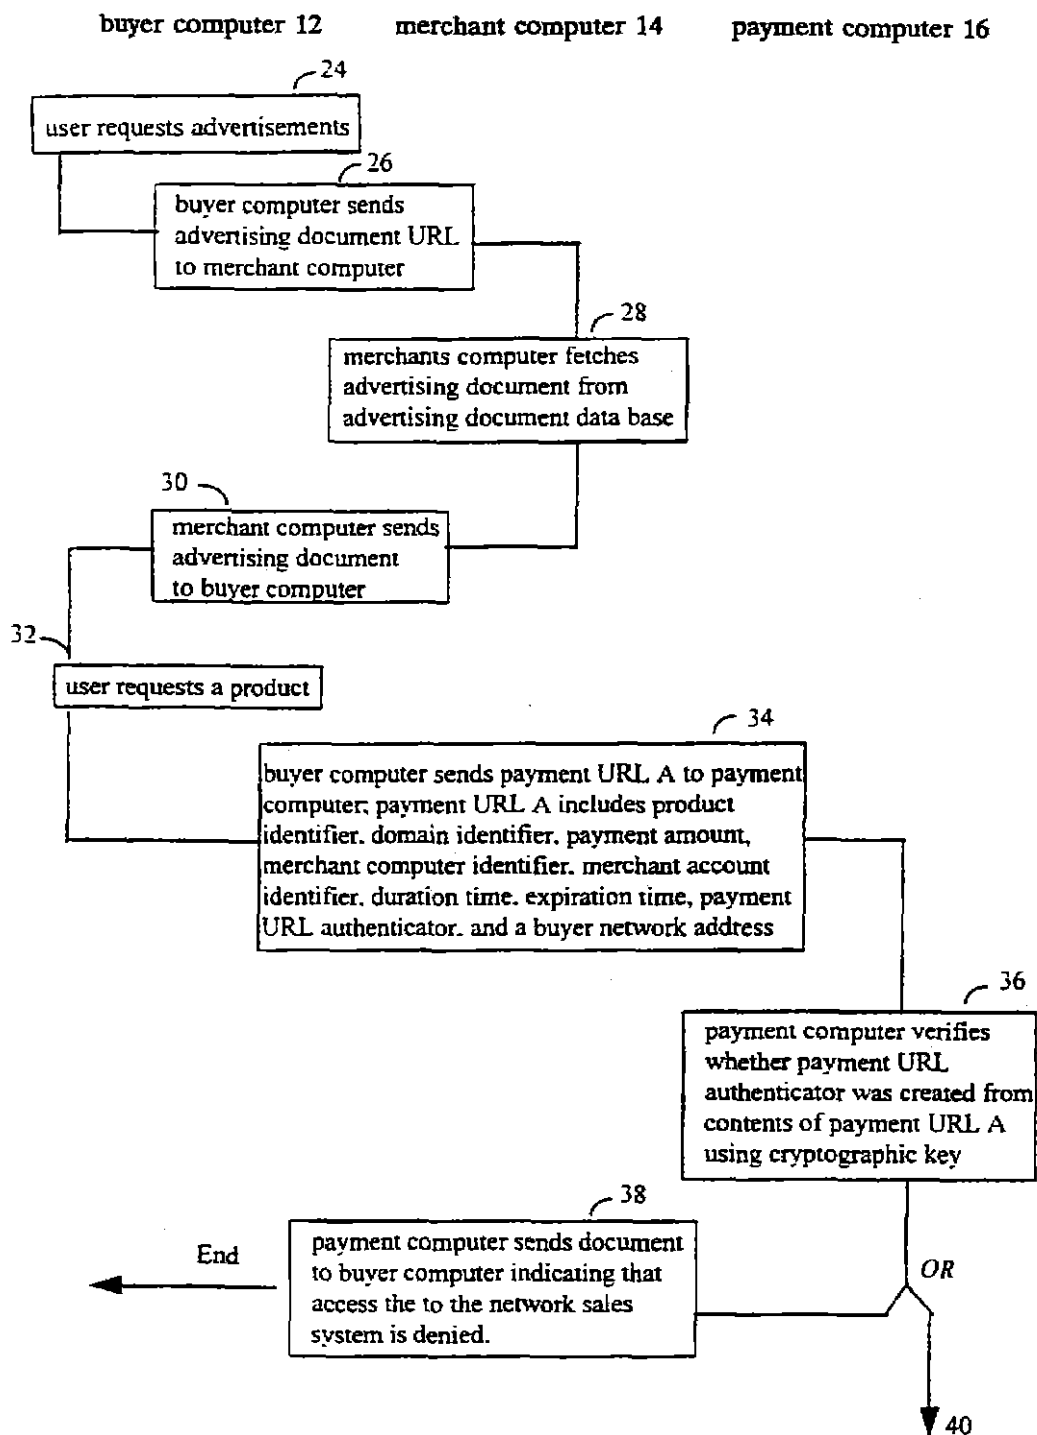 buyer computer 12 merchant computer 14 payment computer 16
24
user requests advertisements
26
buyer computer sends
advertising document URL
to merchant computer
28
merchants computer fetches
advertising document from
advertising document data base
30
merchant computer sends
advertising document
to buyer computer
32
user requests a product
34
buyer computer sends payment URL A to payment
computer; payment URL A includes product
identifier, domain identifier, payment amount,
merchant computer identifier, merchant account
identifier, duration time, expiration time, payment
URL authenticator, and a buyer network address
36
payment computer verifies
whether payment URL
authenticator was created from
contents of payment URL A
using cryptographic key
38
payment computer sends document
to buyer computer indicating that
access the to the network sales
system is denied.
End
OR
40